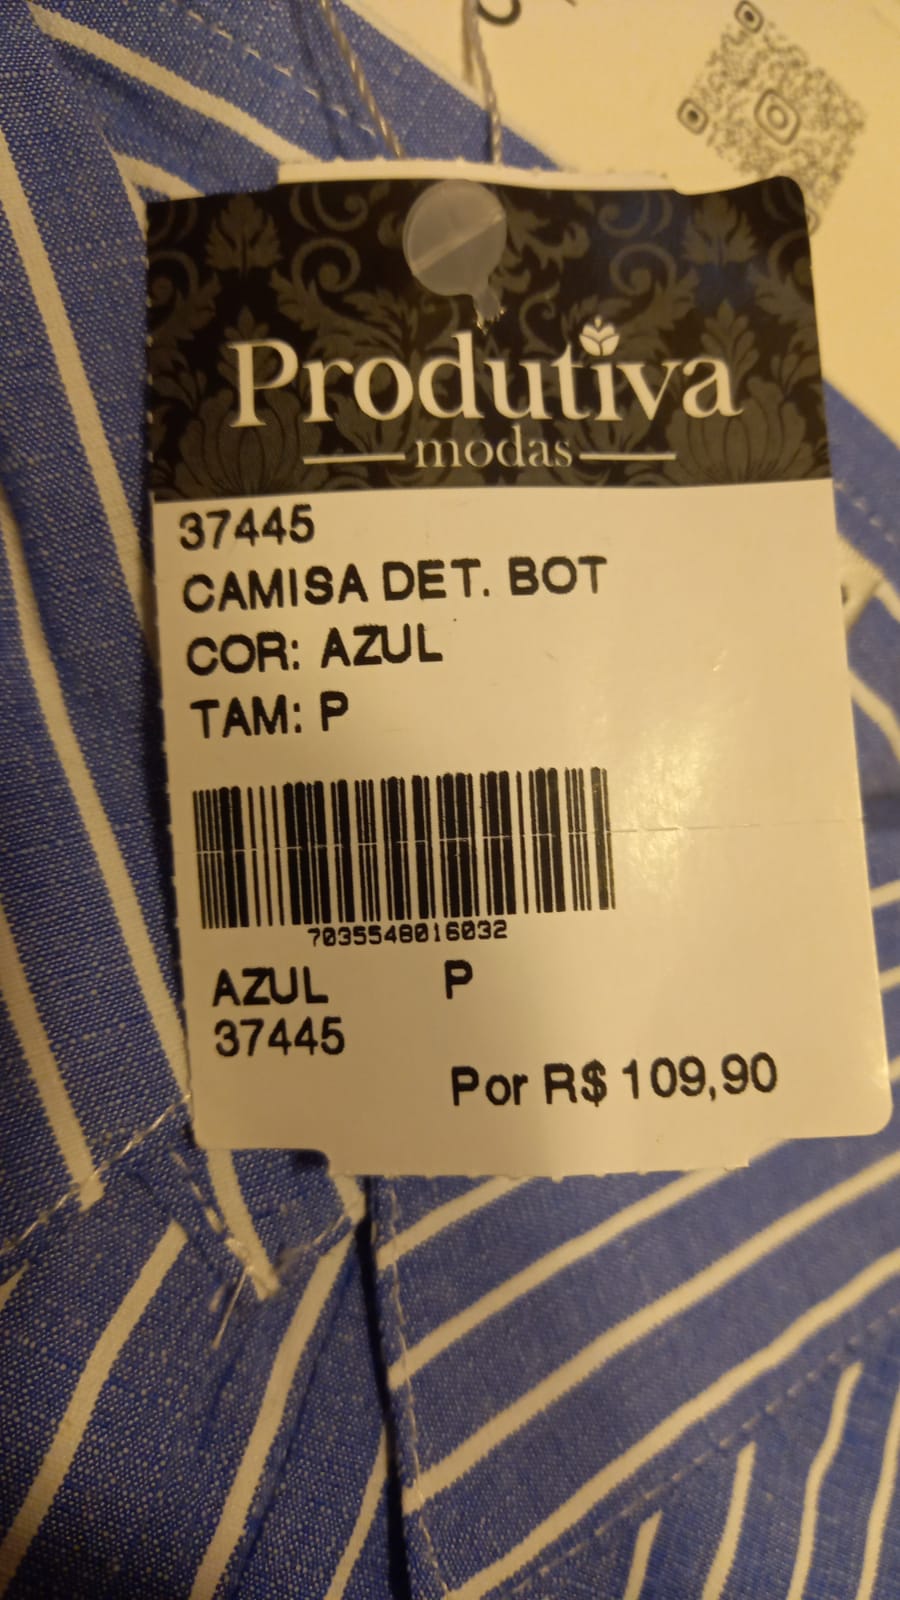 Produtiva
modas
37445
CAMISA DET. BOT
COR: AZUL
TAM: P
7035548016032
AZUL P
37445
Por R$ 109,90